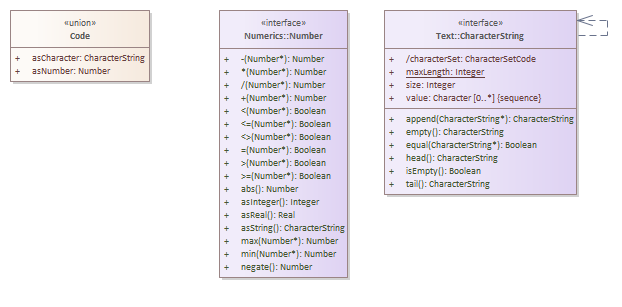 «union»
Code
+ asCharacter: CharacterString
+ asNumber: Number
«interface»
Numerics::Number
+ -(Number*): Number
+ *(Number*): Number
+ /(Number*): Number
+ +(Number*): Number
+ <(Number*): Boolean
+ <=(Number*): Boolean
+ <>(Number*): Boolean
+ =(Number*): Boolean
+ >(Number*): Boolean
+ >=(Number*): Boolean
+ abs(): Number
+ asInteger(): Integer
+ asReal(): Real
+ asString(): CharacterString
+ max(Number*): Number
+ min(Number*): Number
+ negate(): Number
«interface»
Text::CharacterString
+ /characterSet: CharacterSetCode
+ maxLength: Integer
+ size: Integer
+ value: Character [0..*] {sequence}
+ append(CharacterString*): CharacterString
+ empty(): CharacterString
+ equal(CharacterString*): Boolean
+ head(): CharacterString
+ isEmpty(): Boolean
+ tail(): CharacterString